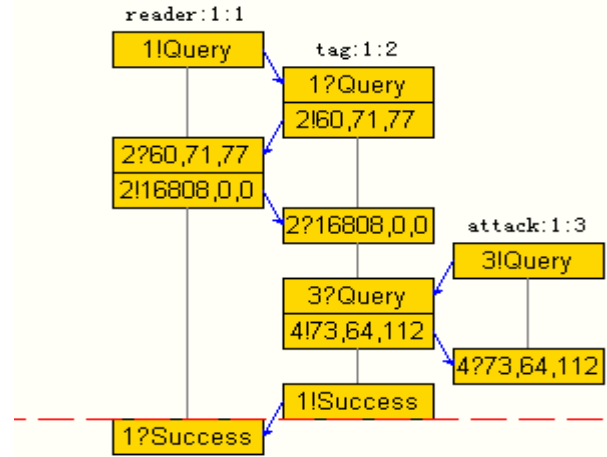 reader:1:1
1!Query
tag:1:2
1?Query
2!60,71,77
2?60,71,77
2!16808,0,0
2?16808,0,0
attack:1:3
3!Query
3?Query
4!73,64,112
4?73,64,112
1!Success
1?Success